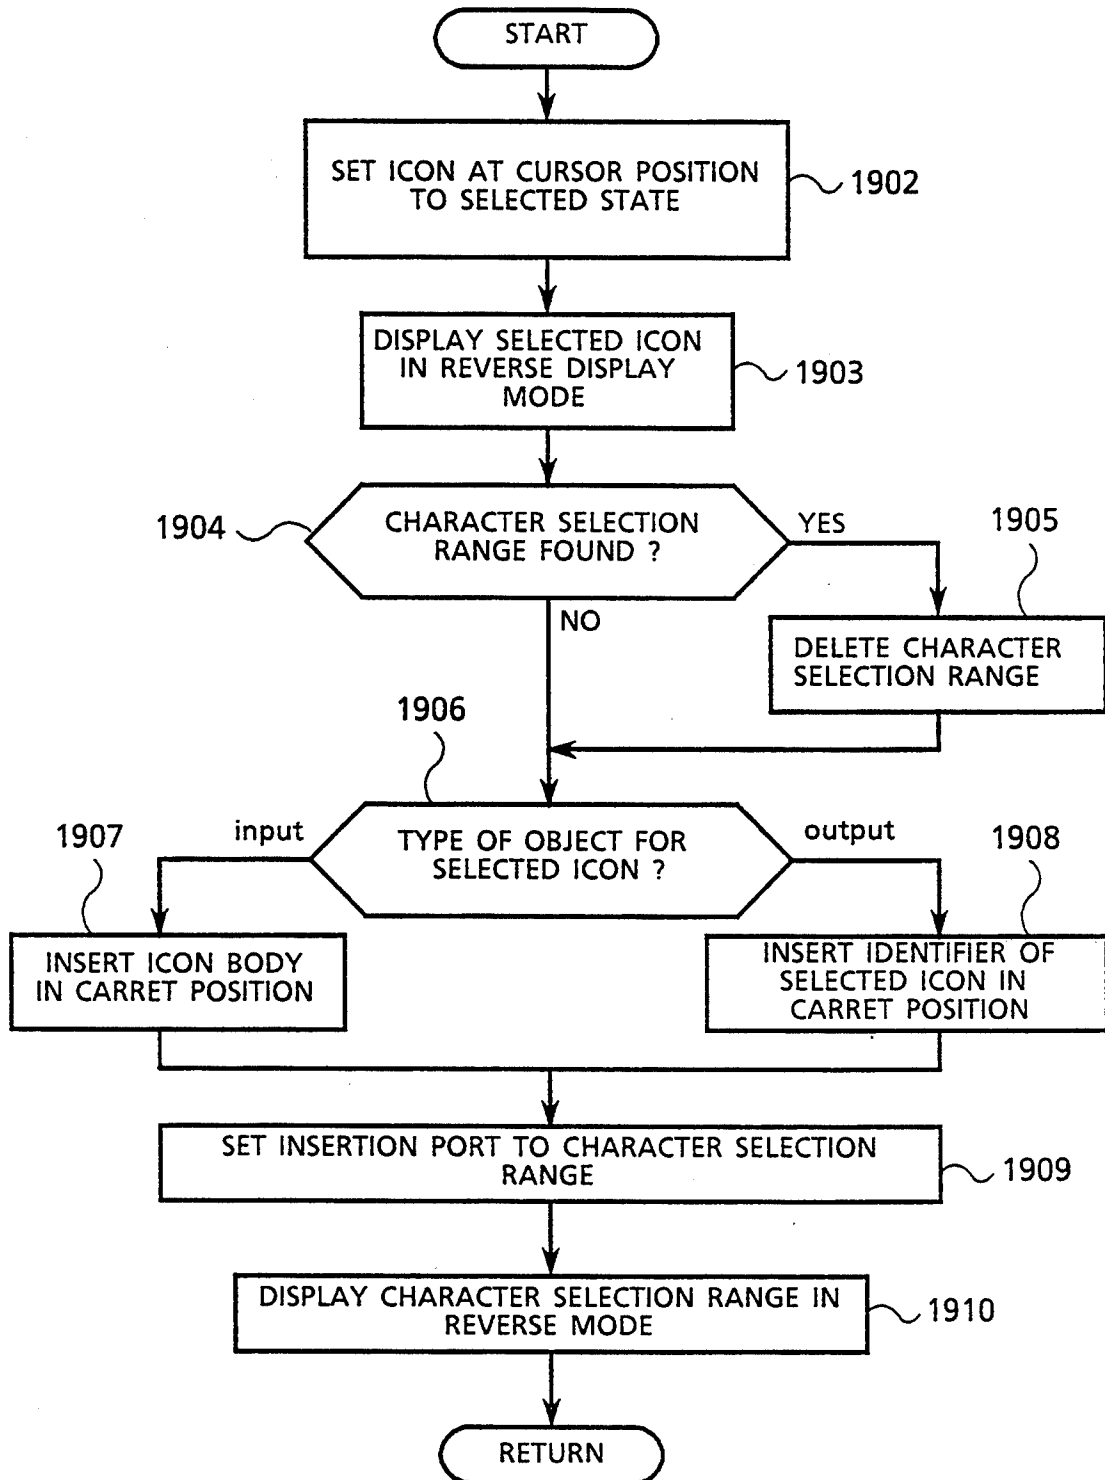 START
SET ICON AT CURSOR POSITION
TO SELECTED STATE
1902
DISPLAY SELECTED ICON
IN REVERSE DISPLAY
MODE
1903
1904
CHARACTER SELECTION
RANGE FOUND ?
YES
1905
NO
DELETE CHARACTER
SELECTION RANGE
1906
1907
input
TYPE OF OBJECT FOR
SELECTED ICON ?
output
1908
INSERT ICON BODY
IN CARRET POSITION
INSERT IDENTIFIER OF
SELECTED ICON IN
CARRET POSITION
SET INSERTION PORT TO CHARACTER SELECTION
RANGE
1909
DISPLAY CHARACTER SELECTION RANGE IN
REVERSE MODE
1910
RETURN